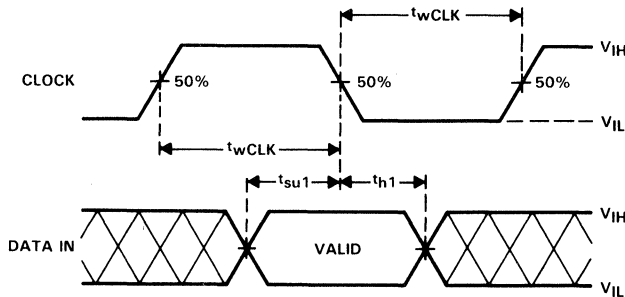 twCLK
VIH
CLOCK
50%
50%
50%
VIL
twCLK
tsu1
th1
VIH
DATA IN
VALID
VIL